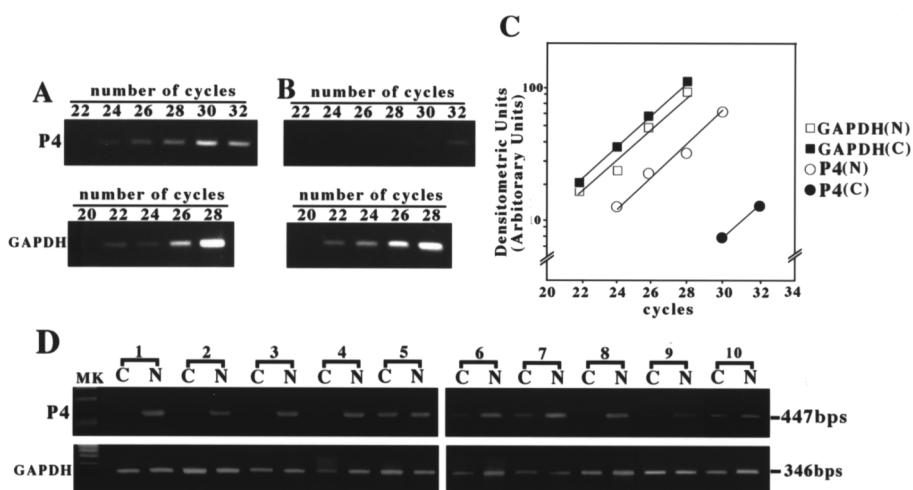 A
number of cycles
22 24 26 28 30 32
P4
number of cycles
20 22 24 26 28
GAPDH
B
number of cycles
22 24 26 28 30 32
number of cycles
20 22 24 26 28
C
Densitometric Units
(Arbitorary Units)
100
10
20 22 24 26 28 30 32 34
cycles
GAPDH(N)
GAPDH(C)
P4(N)
P4(C)
D
1 2 3 4 5 6 7 8 9 10
MK C N C N C N C N C N C N C N C N C N C N
P4
447bps
GAPDH
346bps